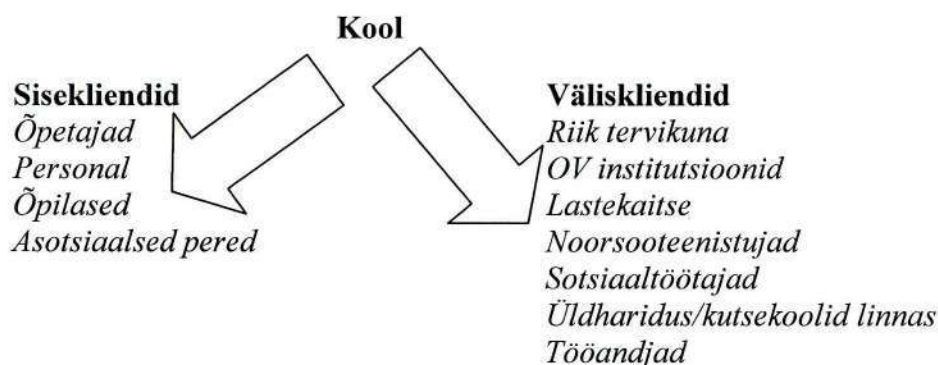 Kool
Sisekliendid
Õpetajad
Personal
Õpilased
Asotsiaalsed pered
Väliskliendid
Riik tervikuna
OV institutsioonid
Lastekaitse
Noorsooteenistujad
Sotsiaaltöötajad
Üldharidus/kutsekoolid linnas
Tööandjad